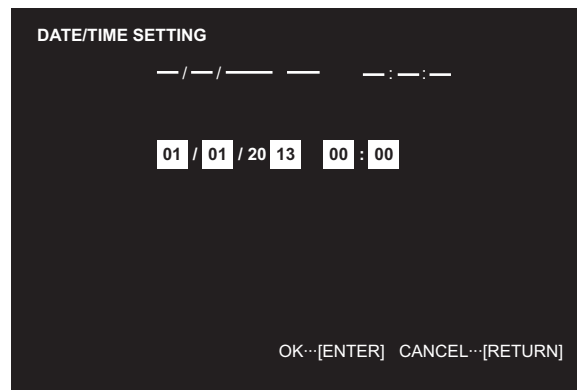 DATE/TIME SETTING
—/—/—— —— —:—:—
01 / 01 / 20 13 00 : 00
OK···[ENTER] CANCEL···[RETURN]